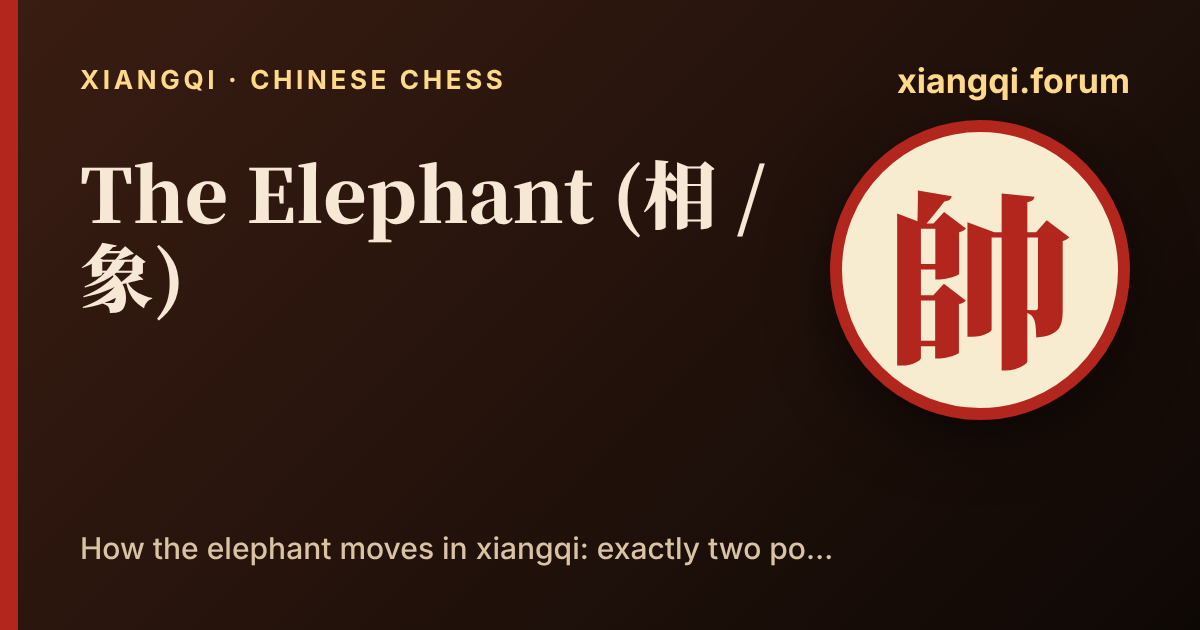 XIANGQI · CHINESE CHESS
xiangqi.forum
The Elephant (相 /
象)
帥
How the elephant moves in xiangqi: exactly two po...